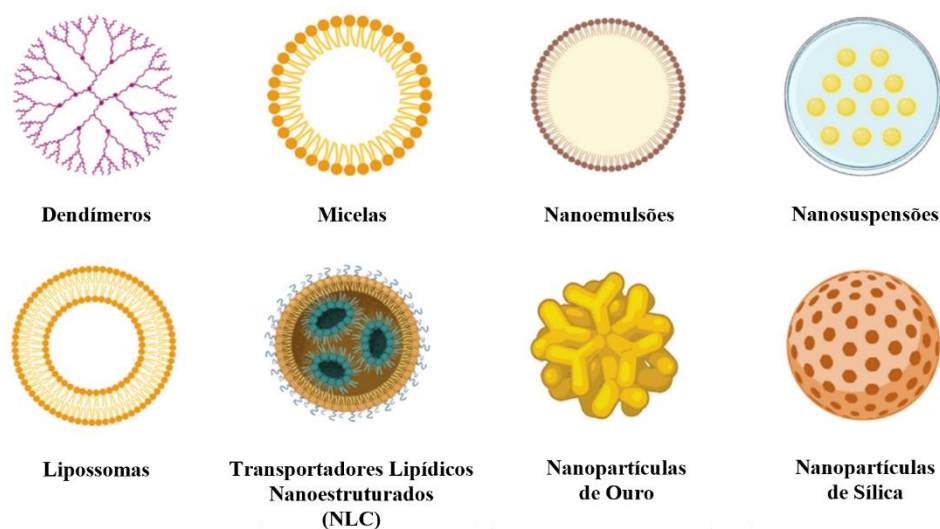 Dendímeros
Micelas
Nanoemulsões
Nanosuspensões
Lipossomas
Transportadores Lipídicos
Nanoestruturados
(NLC)
Nanopartículas
de Ouro
Nanopartículas
de Sílica